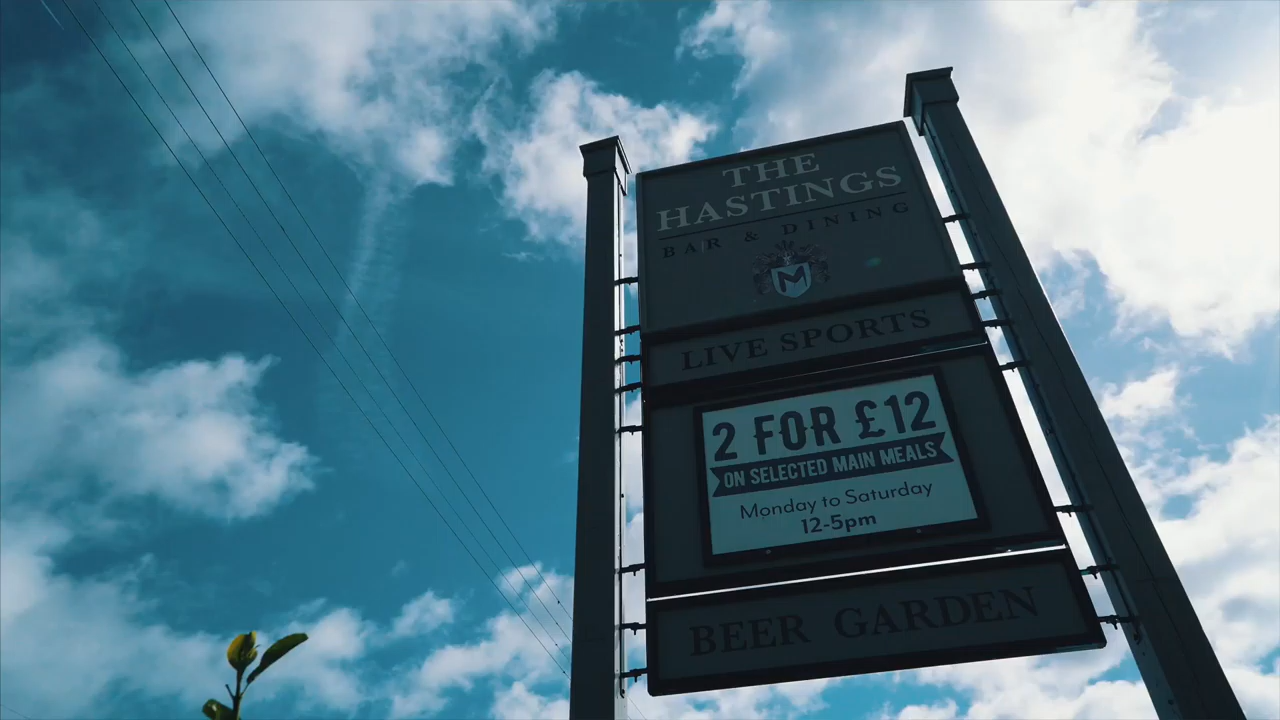 THE
HASTINGS
BAR & DINING
M
LIVE SPORTS
2 FOR £12
ON SELECTED MAIN MEALS
Monday to Saturday
12-5pm
BEER GARDEN